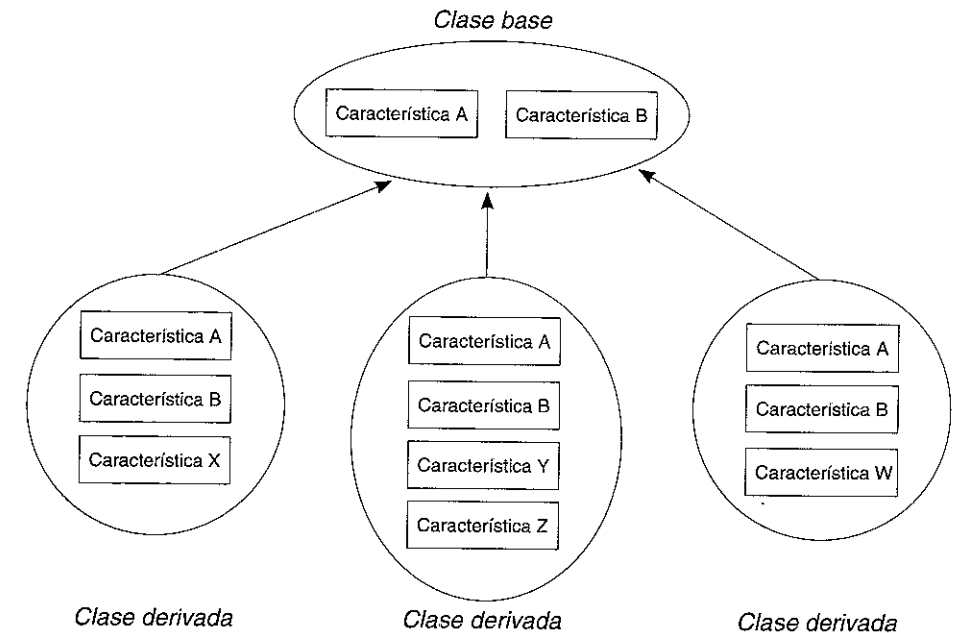 Clase base
Característica A
Característica B
Característica A
Característica B
Característica X
Clase derivada
Característica A
Característica B
Característica Y
Característica Z
Clase derivada
Característica A
Característica B
Característica W
Clase derivada